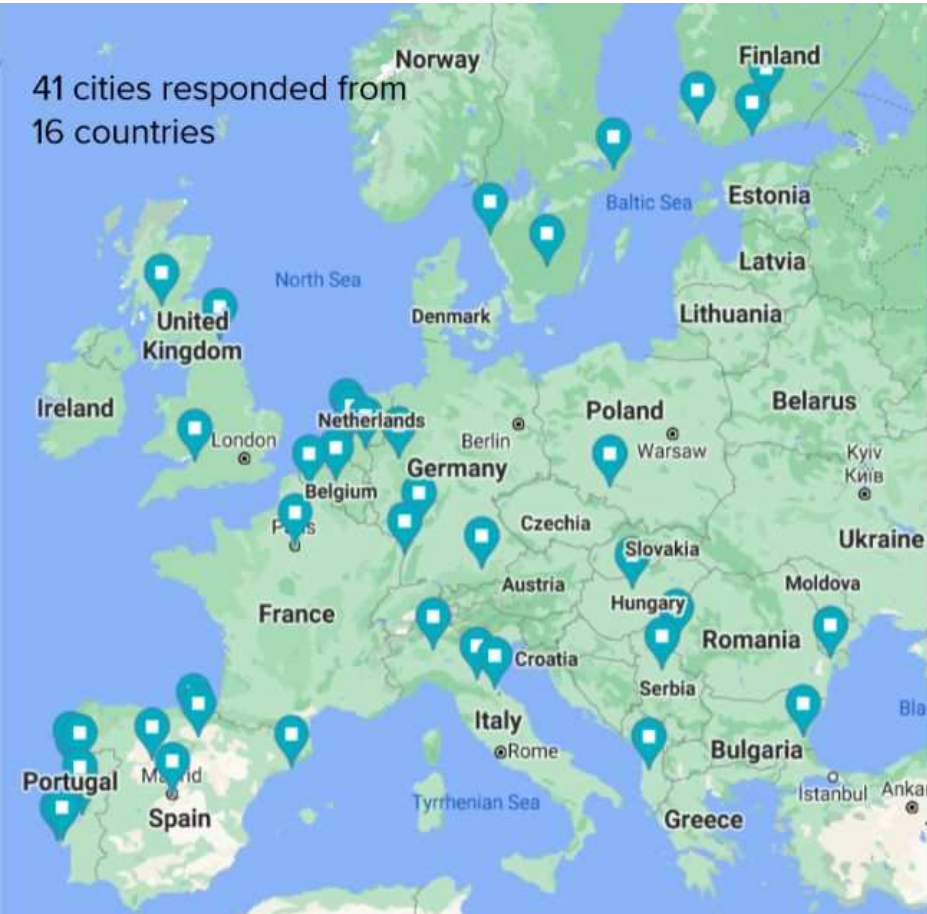 41 cities responded from
16 countries
Norway
Finland
Baltic Sea
Estonia
North Sea
Latvia
Denmark
Lithuania
United
Kingdom
Ireland
Netherlands
Poland
Belarus
London
Berlin
Warsaw
Kyiv
Київ
Germany
Belgium
Czechia
Ukraine
Slovakia
Austria
Moldova
France
Hungary
Romania
Croatia
Serbia
Italy
Bla
Rome
Bulgaria
Portugal
Spain
Tyrrhenian Sea
Istanbul
Ankar
Greece